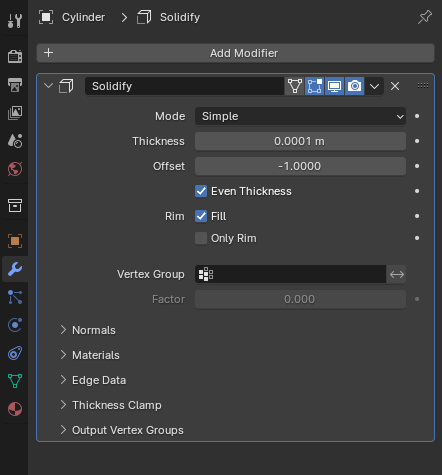 Cylinder > Solidify
+ Add Modifier
Solidify
Mode Simple
Thickness 0.0001 m
Offset -1.0000
Even Thickness
Rim Fill
Only Rim
Vertex Group
Factor 0.000
Normals
Materials
Edge Data
Thickness Clamp
Output Vertex Groups